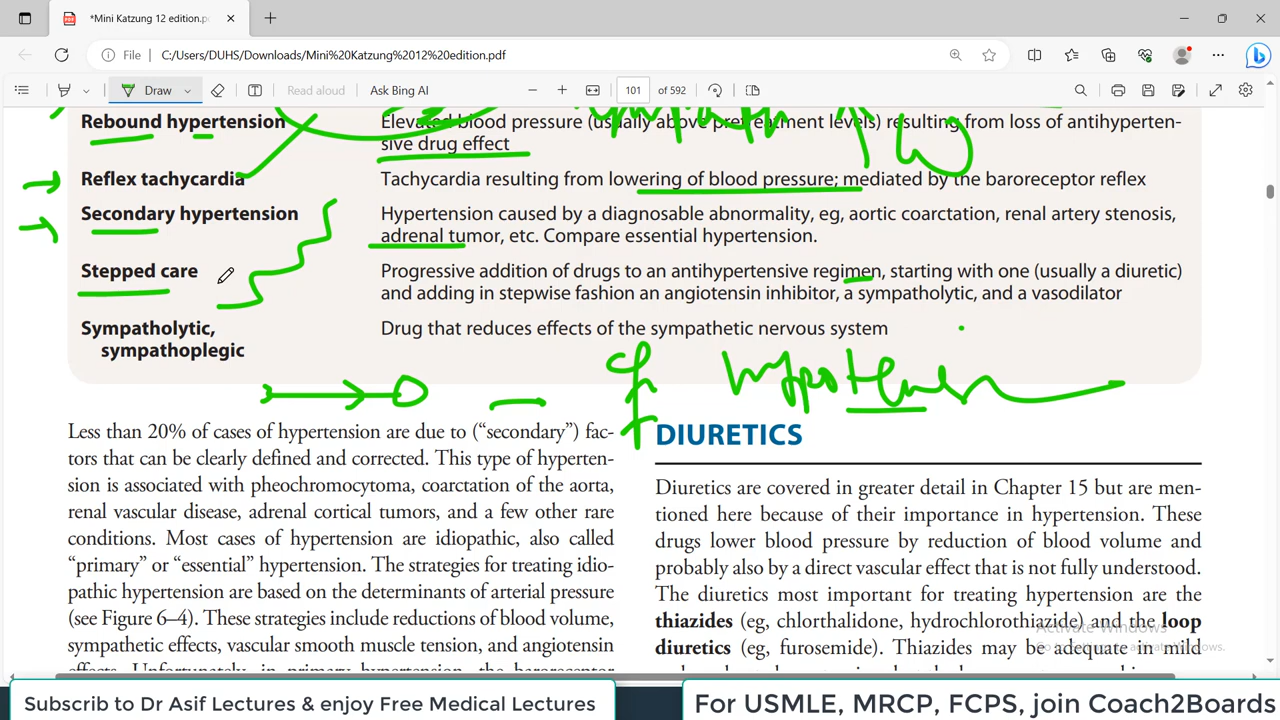 *Mini Katzung 12 edition.p
File
C:/Users/DUHS/Downloads/Mini%20Katzung%2012%20edition.pdf
Draw
Read aloud
Ask Bing AI
101 of 592
Rebound hypertension
Elevated blood pressure (usually above pretreatment levels) resulting from loss of antihyperten-
sive drug effect
Reflex tachycardia
Tachycardia resulting from lowering of blood pressure; mediated by the baroreceptor reflex
Secondary hypertension
Hypertension caused by a diagnosable abnormality, eg, aortic coarctation, renal artery stenosis,
adrenal tumor, etc. Compare essential hypertension.
Stepped care
Progressive addition of drugs to an antihypertensive regimen, starting with one (usually a diuretic)
and adding in stepwise fashion an angiotensin inhibitor, a sympatholytic, and a vasodilator
Sympatholytic,
sympathoplegic
Drug that reduces effects of the sympathetic nervous system
Less than 20% of cases of hypertension are due to (“secondary”) fac-
tors that can be clearly defined and corrected. This type of hyperten-
sion is associated with pheochromocytoma, coarctation of the aorta,
renal vascular disease, adrenal cortical tumors, and a few other rare
conditions. Most cases of hypertension are idiopathic, also called
“primary” or “essential” hypertension. The strategies for treating idio-
pathic hypertension are based on the determinants of arterial pressure
(see Figure 6–4). These strategies include reductions of blood volume,
sympathetic effects, vascular smooth muscle tension, and angiotensin
effects. Unfortunately, in primary hypertension, the baroreceptor
DIURETICS
Diuretics are covered in greater detail in Chapter 15 but are men-
tioned here because of their importance in hypertension. These
drugs lower blood pressure by reduction of blood volume and
probably also by a direct vascular effect that is not fully understood.
The diuretics most important for treating hypertension are the
thiazides (eg, chlorthalidone, hydrochlorothiazide) and the loop
diuretics (eg, furosemide). Thiazides may be adequate in mild
Activate Windows
Subscrib to Dr Asif Lectures & enjoy Free Medical Lectures
For USMLE, MRCP, FCPS, join Coach2Boards